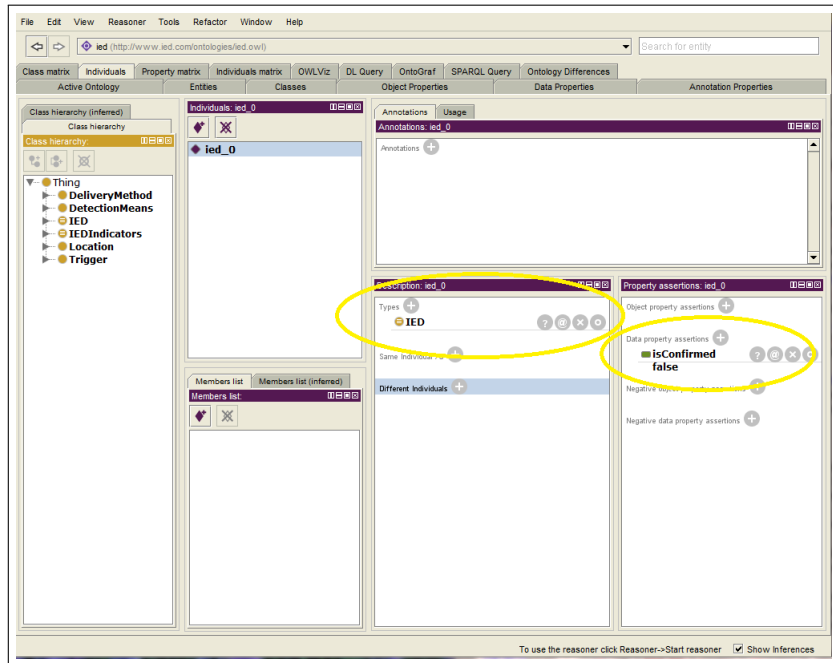 File Edit View Reasoner Tools Refactor Window Help
ied (http://www.ied.com/ontologies/ied.owl)
Search for entity
Class matrix Individuals Property matrix Individuals matrix OWLViz DL Query OntoGraf SPARQL Query Ontology Differences
Active Ontology Entities Classes Object Properties Data Properties Annotation Properties
Class hierarchy (inferred)
Class hierarchy
Class hierarchy:
Thing
DeliveryMethod
DetectionMeans
IED
IEDIndicators
Location
Trigger
Individuals: ied_0
ied_0
Members list Members list (inferred)
Members list:
Annotations Usage
Annotations: ied_0
Annotations
Description: ied_0
Types
IED
Same Individual
Different Individuals
Property assertions: ied_0
Object property assertions
Data property assertions
isConfirmed
false
Negative object property assertions
Negative data property assertions
To use the reasoner click Reasoner->Start reasoner Show Inferences